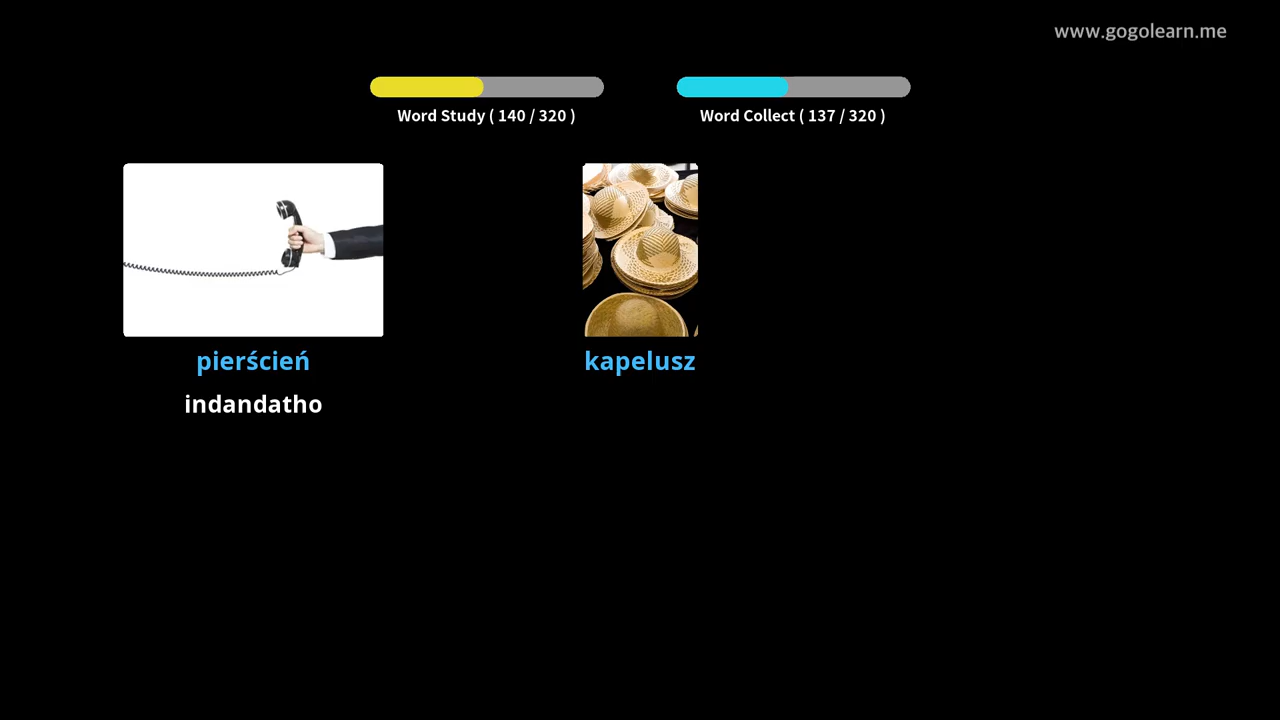 www.gogolearn.me
Word Study ( 140 / 320 )
Word Collect ( 137 / 320 )
pierścień
kapelusz
indandatho